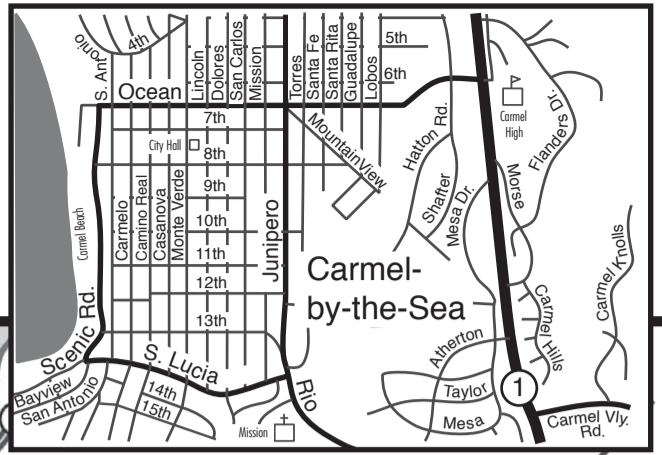 S. Antonio
4th
Lincoln
Dolores
San Carlos
Mission
Torres
Santa Fe
Santa Rita
Guadalupe
Lobos
5th
6th
Ocean
7th
City Hall
8th
MountainView
Hatton Rd.
Carmel
High
Flanders Dr.
9th
Carmelo
Camino Real
Casanova
Monte Verde
Junipero
Shafter
Mesa Dr.
Morse
Carmel Beach
10th
11th
12th
13th
Carmel-
by-the-Sea
Carmel Knolls
Carmel Hills
Scenic Rd.
S. Lucia
Atherton
Bayview
San Antonio
14th
15th
Rio
Mission
Taylor
Mesa
1
Carmel Vly.
Rd.